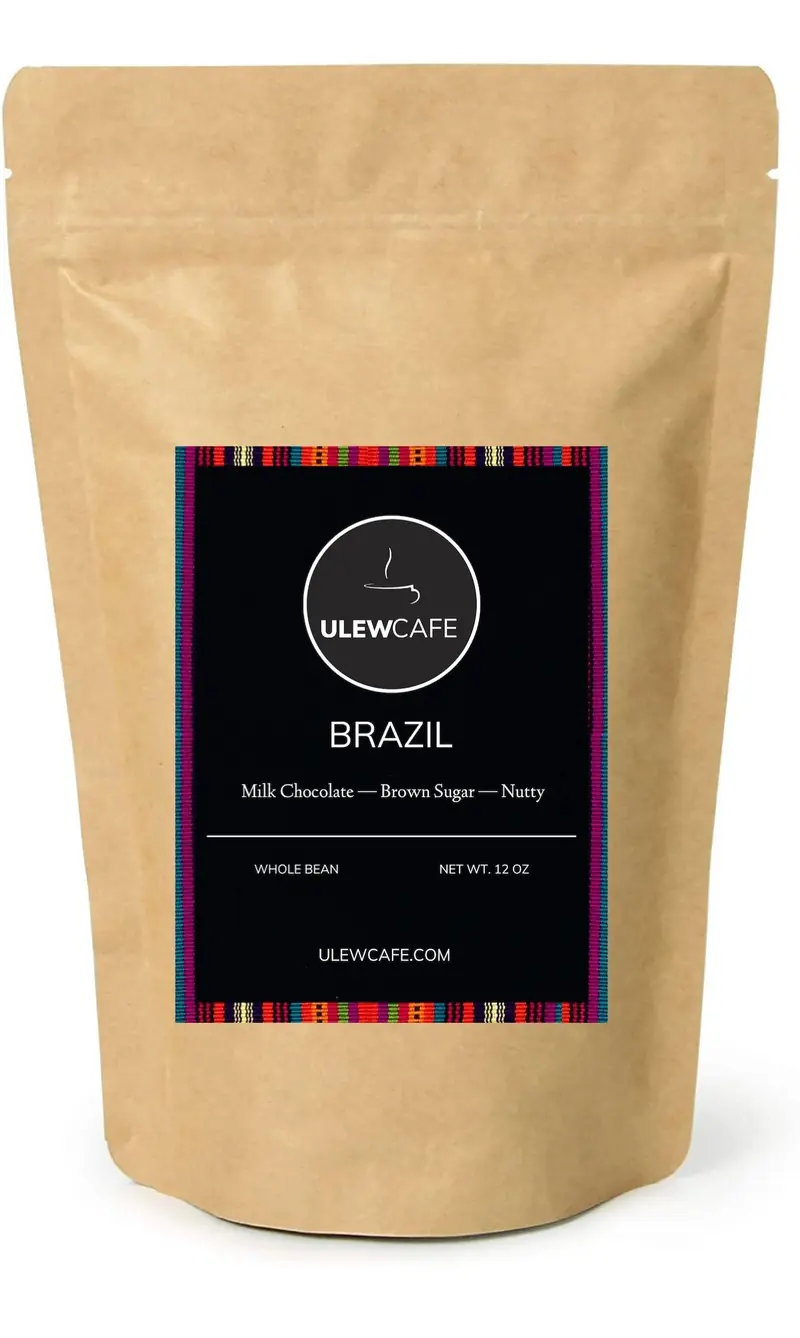 ULEWCAFE
BRAZIL
Milk Chocolate — Brown Sugar — Nutty
WHOLE BEAN NET WT. 12 OZ
ULEWCAFE.COM